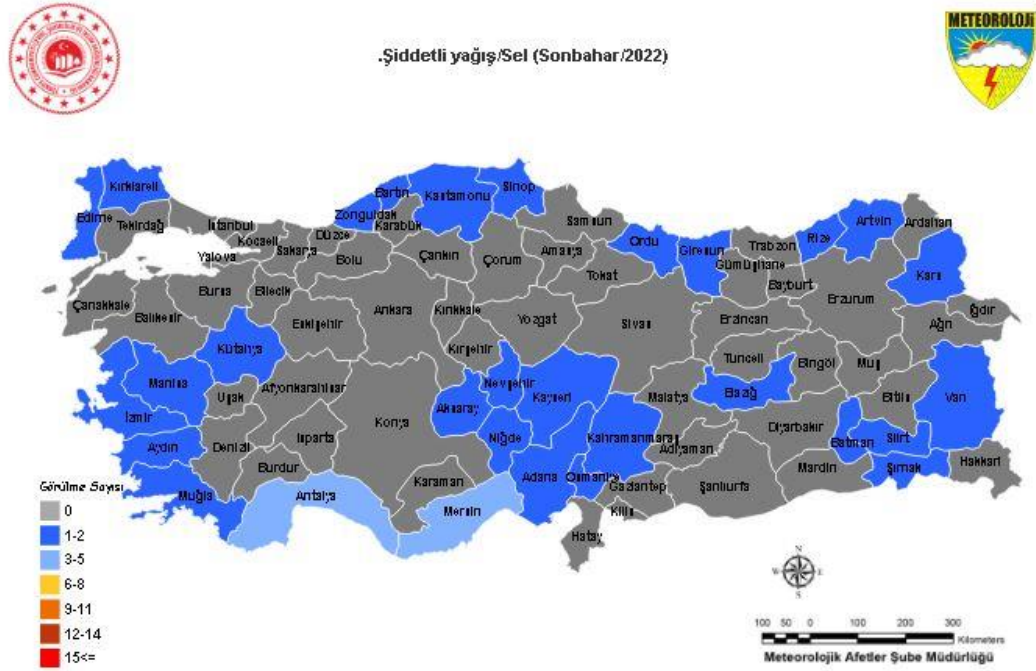 METEOROLOJİ
.Şiddetli yağış/Sel (Sonbahar/2022)
Kırklareli
Edirne
Tekirdağ
İstanbul
Kocaeli
Yalova
Sakarya
Düzce
Zonguldak
Bartın
Karabük
Kastamonu
Sinop
Samsun
Ordu
Giresun
Trabzon
Gümüşhane
Rize
Artvin
Ardahan
Kars
Iğdır
Ağrı
Bayburt
Erzurum
Erzincan
Bolu
Çankırı
Çorum
Amasya
Tokat
Çanakkale
Balıkesir
Bursa
Bilecik
Eskişehir
Ankara
Kırıkkale
Yozgat
Sivas
Kırşehir
Tunceli
Bingöl
Muş
Kütahya
Manisa
Uşak
Afyonkarahisar
Nevşehir
Kayseri
Malatya
Elazığ
Bitlis
Van
İzmir
Aydın
Denizli
Isparta
Konya
Aksaray
Niğde
Kahramanmaraş
Adıyaman
Diyarbakır
Batman
Siirt
Şırnak
Hakkari
Muğla
Burdur
Antalya
Karaman
Mersin
Adana
Osmaniye
Gaziantep
Kilis
Şanlıurfa
Mardin
Hatay
Görülme Sayısı
0
1-2
3-5
6-8
9-11
12-14
15<=
N
W
E
S
100 50 0 100 200 300
Kilometers
Meteorolojik Afetler Şube Müdürlüğü